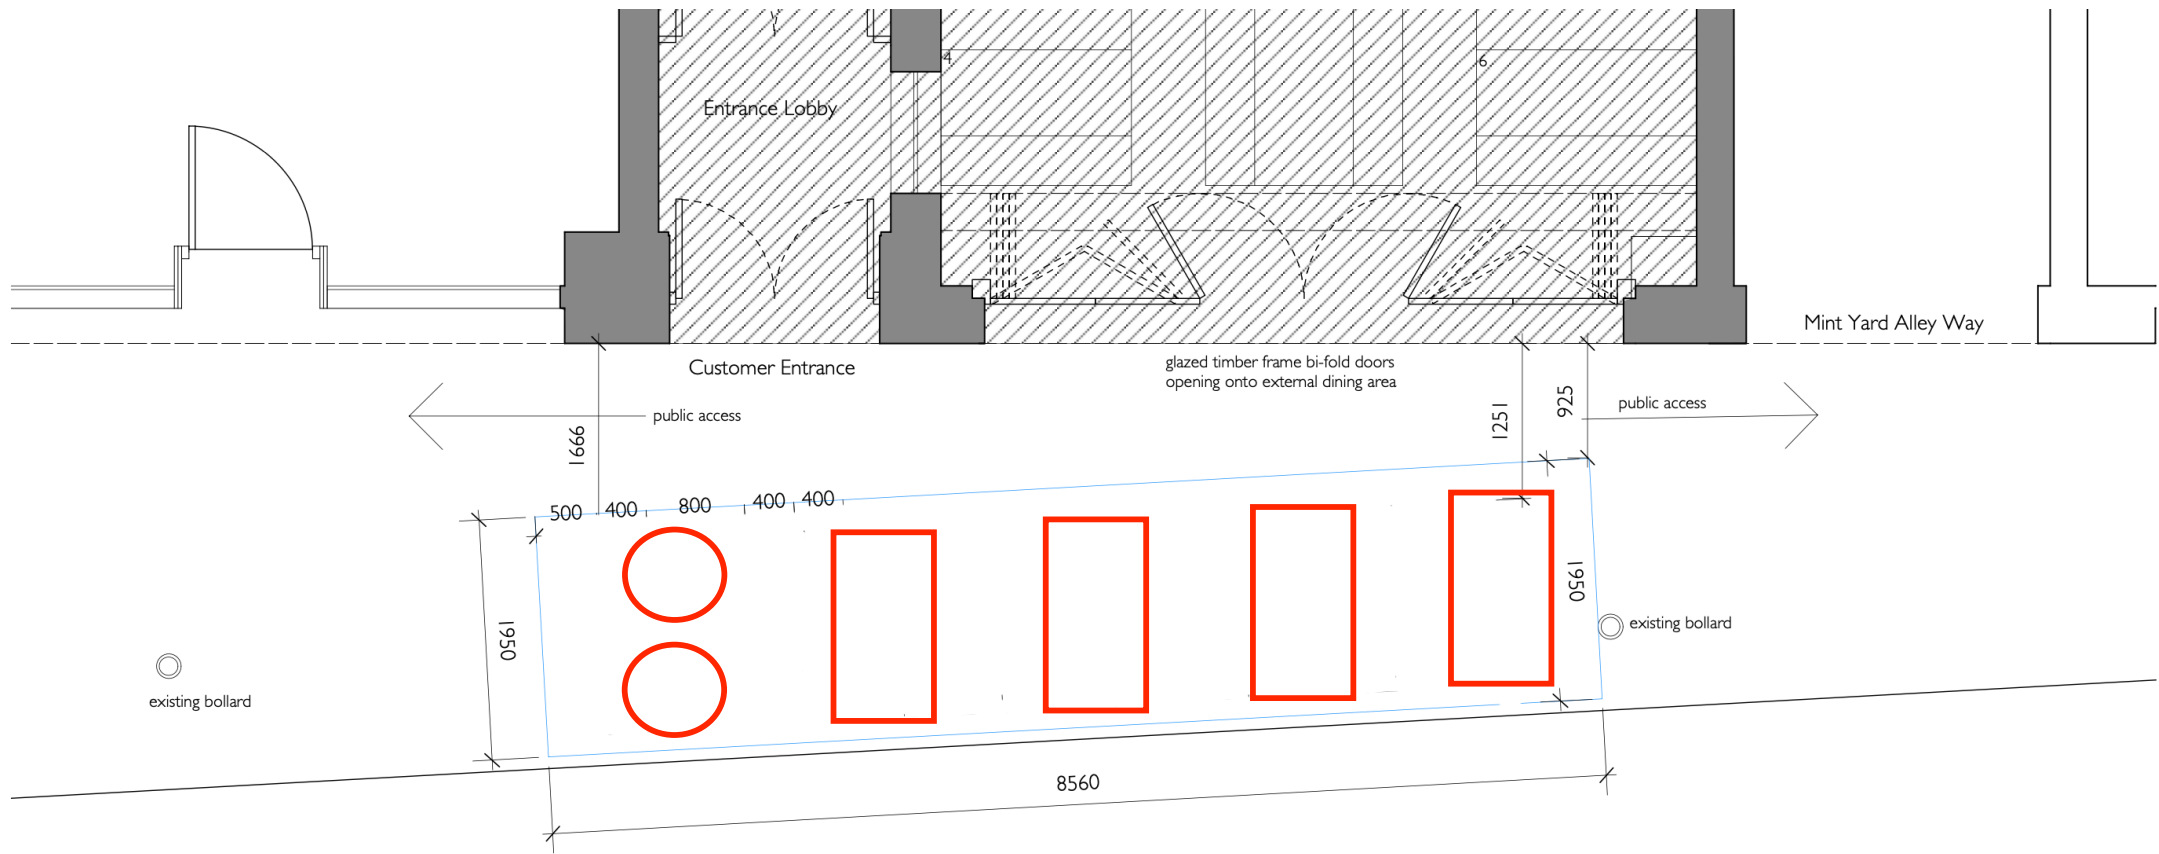 4
6
Entrance Lobby
Mint Yard Alley Way
Customer Entrance
glazed timber frame bi-fold doors
opening onto external dining area
public access
1666
1251
925
public access
500 400 800 400 400
1950
1950
existing bollard
existing bollard
8560